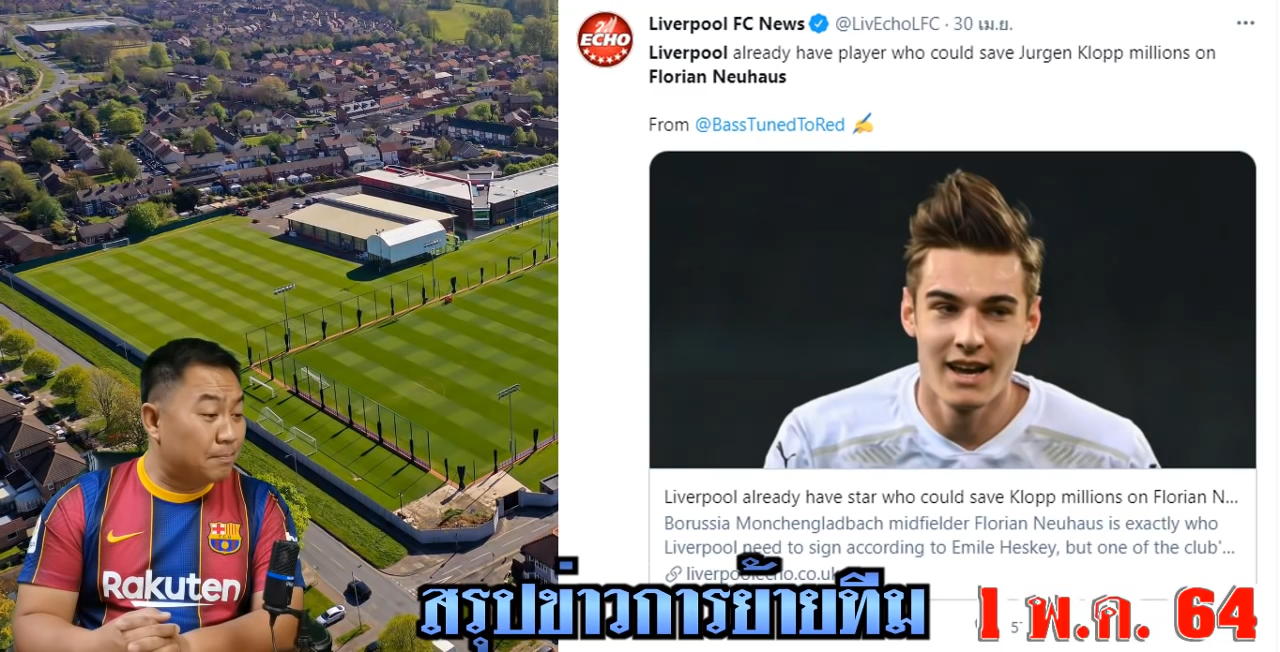 Liverpool FC News @LivEchoLFC · 30 เม.ย.
ECHO
Liverpool already have player who could save Jurgen Klopp millions on
Florian Neuhaus
From @BassTunedToRed
Liverpool already have star who could save Klopp millions on Florian N...
Borussia Monchengladbach midfielder Florian Neuhaus is exactly who
Liverpool need to sign according to Emile Heskey, but one of the club'...
liverpoolecho.co.uk
Rakuten
สรุปข่าวการย้ายทีม
1 พ.ค. 64